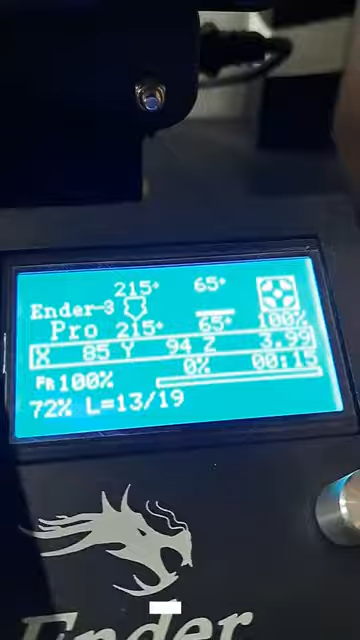 215° 65°
Ender-3
Pro 215° 65° 100%
X 85 Y 94 Z 3.99
FR 100% 0% 00:15
72% L=13/19
Ender